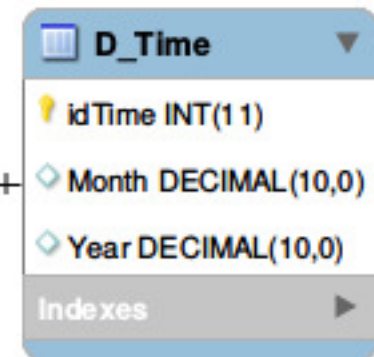 D_Time
idTime INT(11)
Month DECIMAL(10,0)
Year DECIMAL(10,0)
Indexes